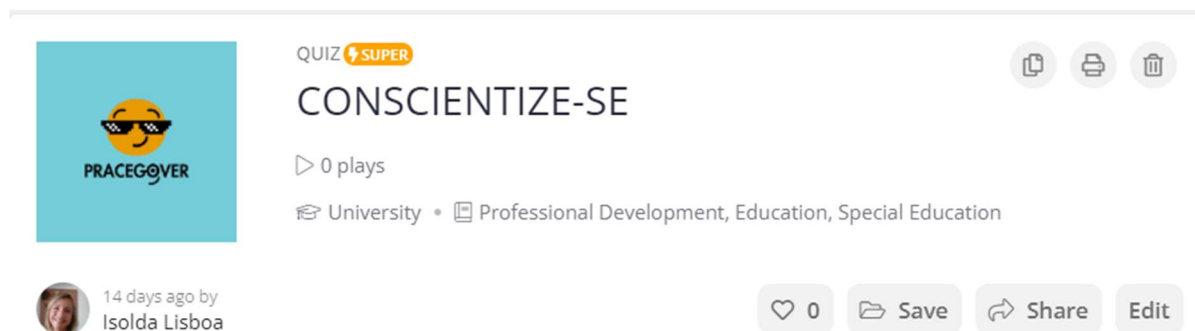 QUIZ SUPER
CONSCIENTIZE-SE
PRACEGOVER
0 plays
University • Professional Development, Education, Special Education
14 days ago by
Isolda Lisboa
0 Save Share Edit